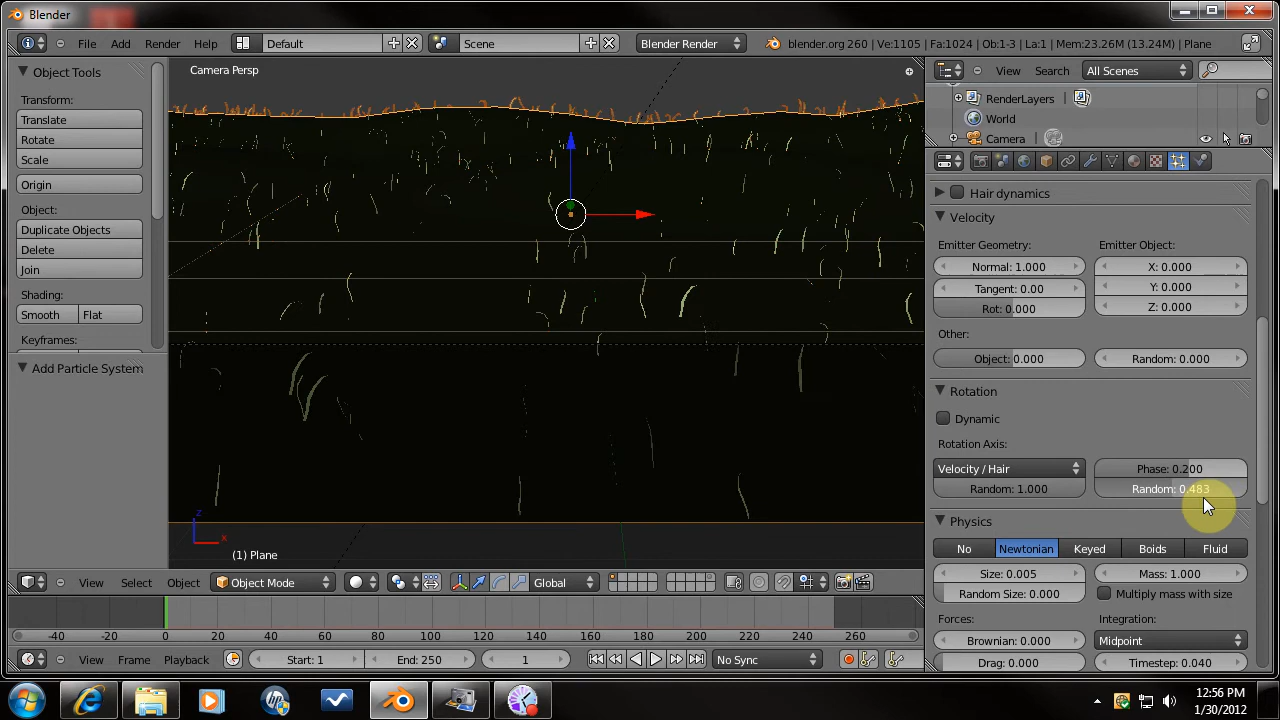 Blender
File Add Render Help Default Scene Blender Render blender.org 260 | Ve:1105 | Fa:1024 | Ob:1-3 | La:1 | Mem:23.26M (13.24M) | Plane
Object Tools
Transform:
Translate
Rotate
Scale
Origin
Object:
Duplicate Objects
Delete
Join
Shading:
Smooth Flat
Keyframes:
Add Particle System
Camera Persp
z
x
(1) Plane
View Search All Scenes
RenderLayers
World
Camera
Hair dynamics
Velocity
Emitter Geometry: Emitter Object:
Normal: 1.000 X: 0.000
Tangent: 0.00 Y: 0.000
Rot: 0.000 Z: 0.000
Other:
Object: 0.000 Random: 0.000
Rotation
Dynamic
Rotation Axis:
Velocity / Hair Phase: 0.200
Random: 1.000 Random: 0.483
Physics
No Newtonian Keyed Boids Fluid
Size: 0.005 Mass: 1.000
Random Size: 0.000 Multiply mass with size
Forces: Integration:
Brownian: 0.000 Midpoint
Drag: 0.000 Timestep: 0.040
View Select Object Object Mode Global
-40 -20 0 20 40 60 80 100 120 140 160 180 200 220 240 260
View Frame Playback Start: 1 End: 250 1 No Sync
12:56 PM
1/30/2012